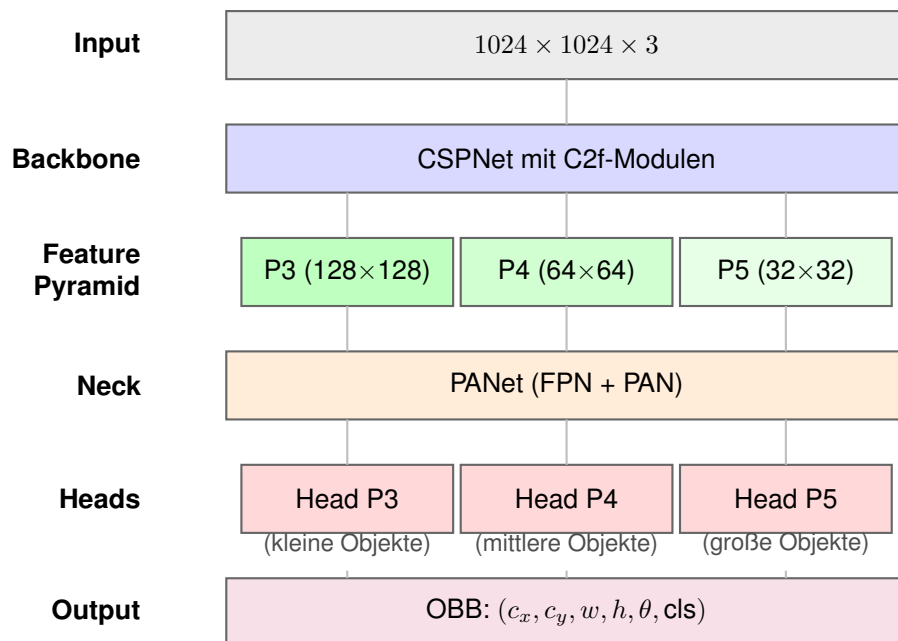 Input
1024 × 1024 × 3
Backbone
CSPNet mit C2f-Modulen
Feature
Pyramid
P3 (128×128)
P4 (64×64)
P5 (32×32)
Neck
PANet (FPN + PAN)
Heads
Head P3
Head P4
Head P5
(kleine Objekte)
(mittlere Objekte)
(große Objekte)
Output
OBB: (c_x, c_y, w, h, θ, cls)